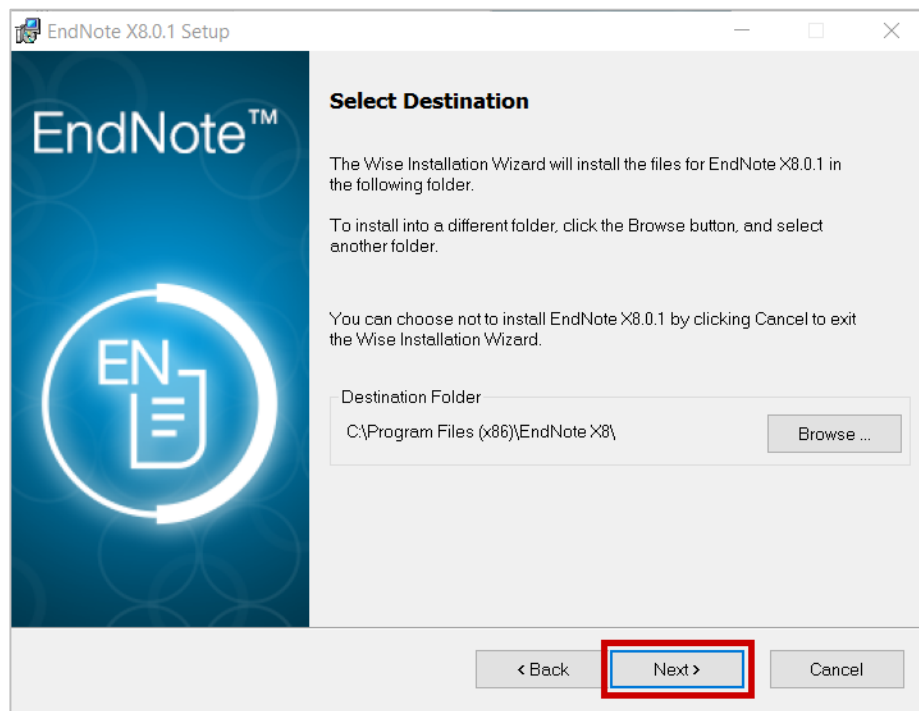 EndNote X8.0.1 Setup
EndNote™
EN
Select Destination
The Wise Installation Wizard will install the files for EndNote X8.0.1 in
the following folder.
To install into a different folder, click the Browse button, and select
another folder.
You can choose not to install EndNote X8.0.1 by clicking Cancel to exit
the Wise Installation Wizard.
Destination Folder
C:\Program Files (x86)\EndNote X8\
Browse ...
< Back
Next >
Cancel